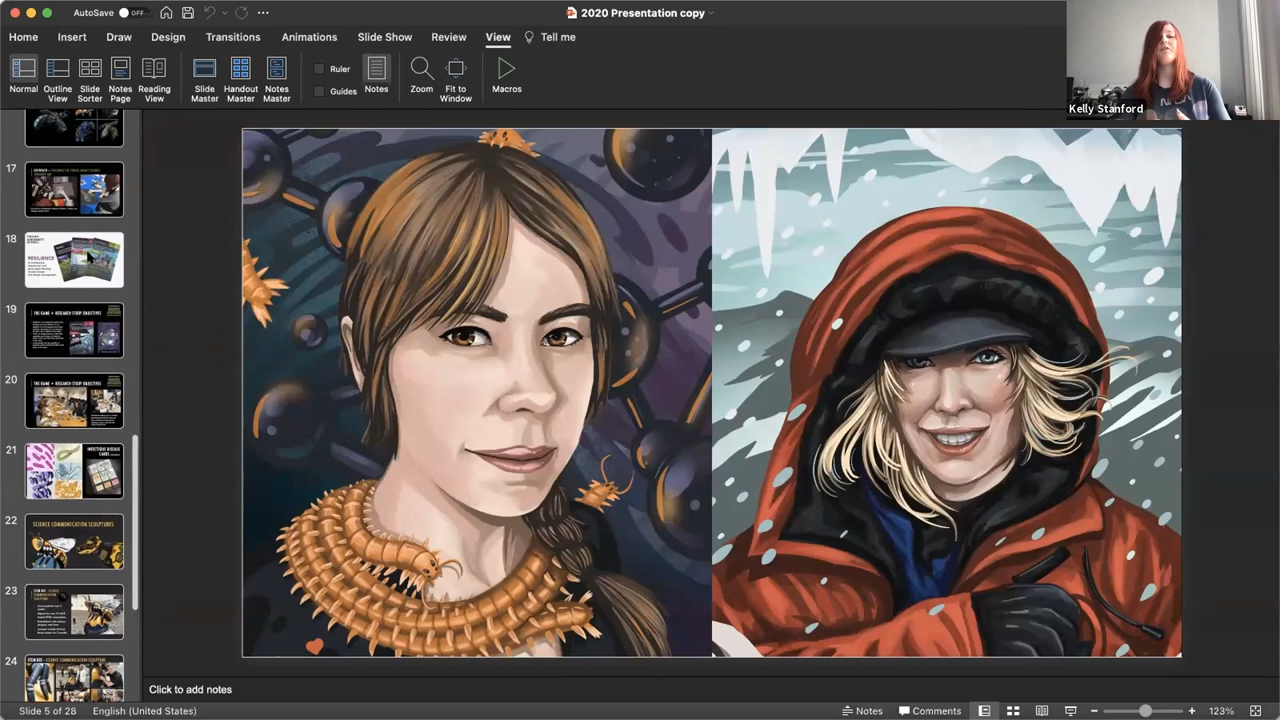 AutoSave OFF
2020 Presentation copy
Home Insert Draw Design Transitions Animations Slide Show Review View Tell me
Normal Outline View Slide Sorter Notes Page Reading View Slide Master Handout Master Notes Master Ruler Guides Notes Zoom Fit to Window Macros
Kelly Stanford
17
18
RESILIENCE
19
THE GAME + RESEARCH STUDY OBJECTIVES
20
THE GAME + RESEARCH STUDY OBJECTIVES
21
INFECTIOUS DISEASE
CARDS
22
SCIENCE COMMUNICATION SCULPTURES
23
24
Click to add notes
Slide 5 of 28 English (United States) Notes Comments 123%